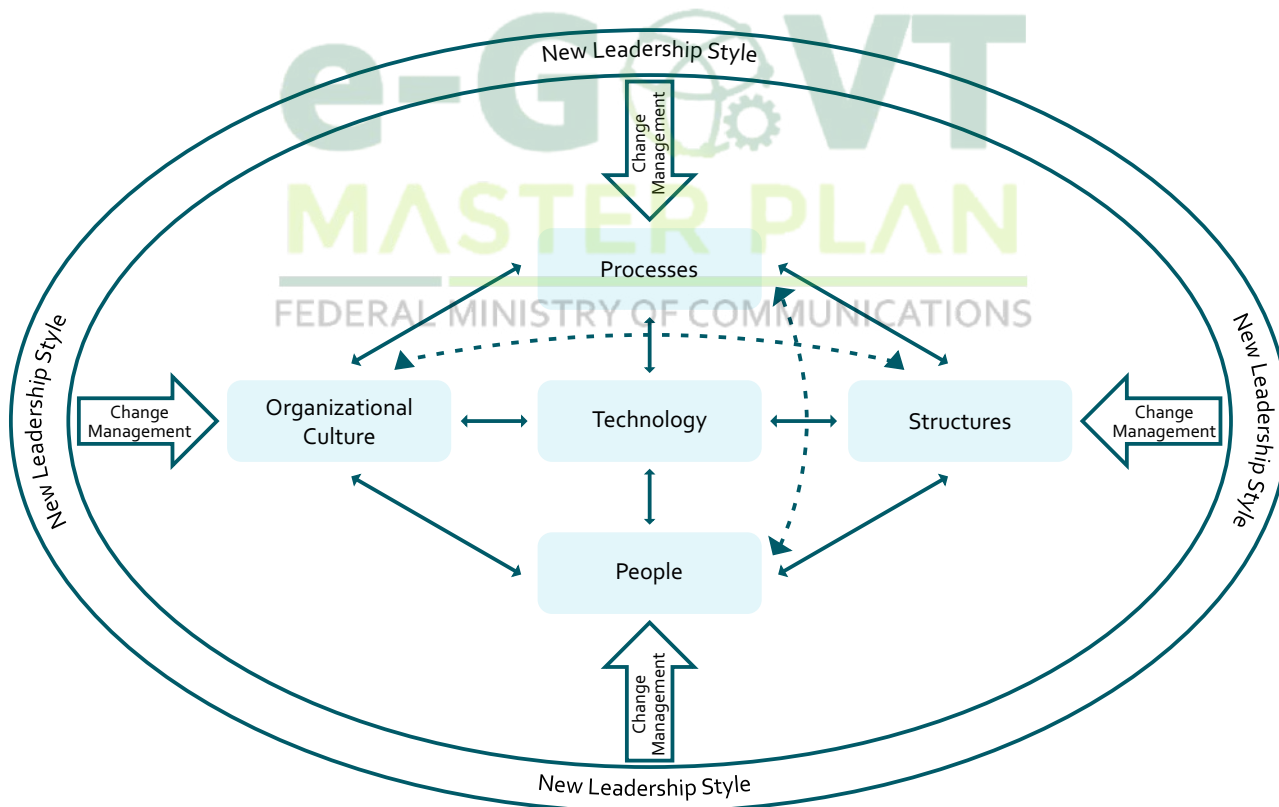 New Leadership Style
e-GOVT
Change
Management
MASTER PLAN
Processes
FEDERAL MINISTRY OF COMMUNICATIONS
New Leadership Style
New Leadership Style
Change
Management
Organizational
Culture
Technology
Structures
Change
Management
People
Change
Management
New Leadership Style